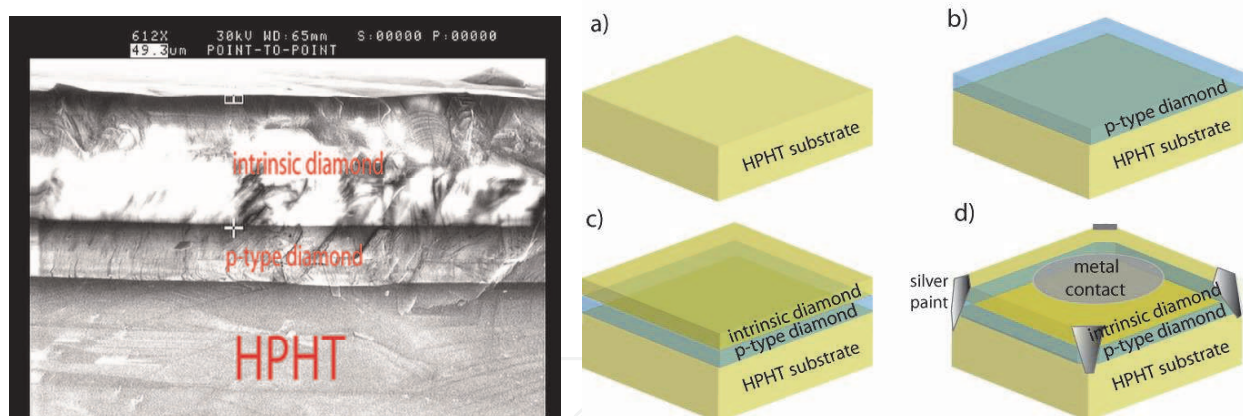 612X 30kV WD:65mm S:00000 P:00000
49.3um POINT-TO-POINT
intrinsic diamond
p-type diamond
HPHT
a)
HPHT substrate
b)
p-type diamond
HPHT substrate
c)
intrinsic diamond
p-type diamond
HPHT substrate
d)
silver
paint
metal
contact
intrinsic diamond
p-type diamond
HPHT substrate